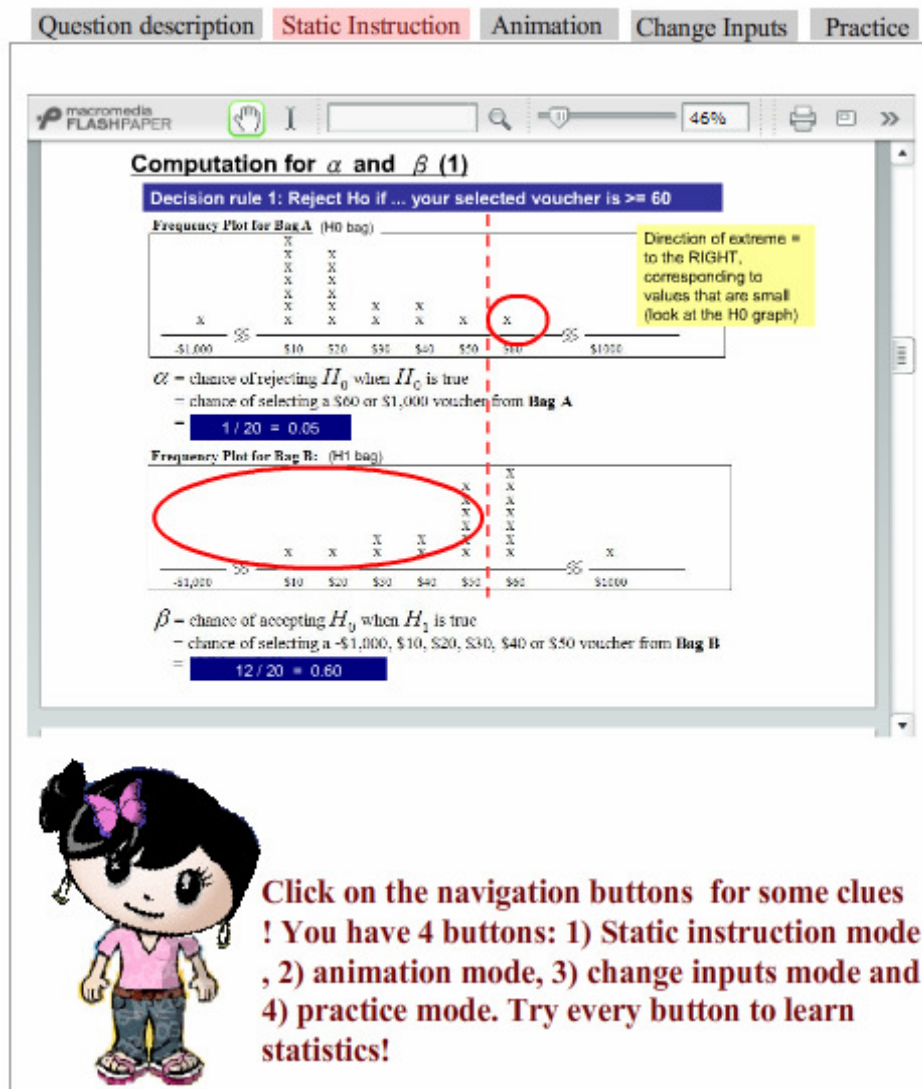 Question description Static Instruction Animation Change Inputs Practice
macromedia
FLASHPAPER
46%
Computation for α and β (1)
Decision rule 1: Reject Ho if ... your selected voucher is >= 60
Frequency Plot for Bag A (H0 bag)
Direction of extreme =
to the RIGHT,
corresponding to
values that are small
(look at the H0 graph)
x
x x
x x
x x
x x
x x x x
x x x x x x x
-$1,000 $10 $20 $30 $40 $50 $60 $1000
α = chance of rejecting H0 when H0 is true
= chance of selecting a $60 or $1,000 voucher from Bag A
= 1 / 20 = 0.05
Frequency Plot for Bag B: (H1 bag)
x
x x
x x
x x
x x
x x x x
x x x x x x x
-$1,000 $10 $20 $30 $40 $50 $60 $1000
β = chance of accepting H0 when H1 is true
= chance of selecting a -$1,000, $10, $20, $30, $40 or $50 voucher from Bag B
= 12 / 20 = 0.60
Click on the navigation buttons for some clues
! You have 4 buttons: 1) Static instruction mode
, 2) animation mode, 3) change inputs mode and
4) practice mode. Try every button to learn
statistics!